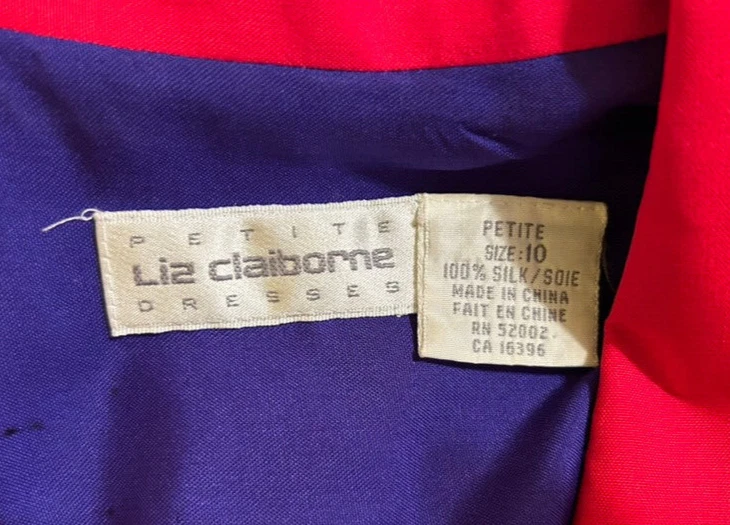 PETITE
Liz claiborne
DRESSES
PETITE
SIZE:10
100% SILK/SOIE
MADE IN CHINA
FAIT EN CHINE
RN 52002
CA 16396